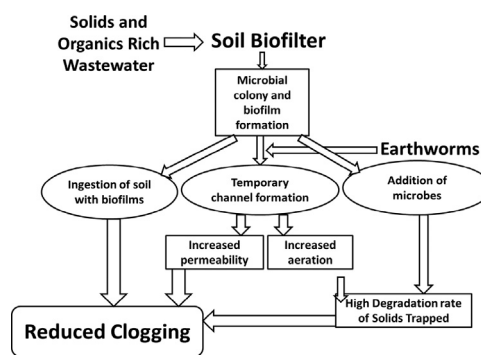 Solids and
Organics Rich
Wastewater
Soil Biofilter
Microbial
colony and
biofilm
formation
Earthworms
Ingestion of soil
with biofilms
Temporary
channel formation
Addition of
microbes
Increased
permeability
Increased
aeration
High Degradation rate
of Solids Trapped
Reduced Clogging